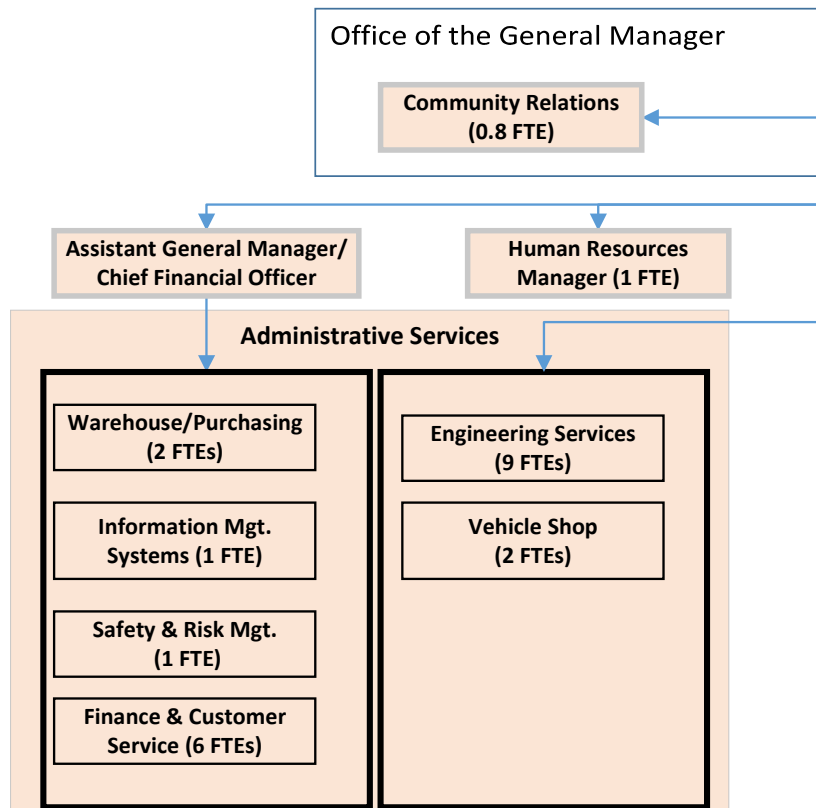 Office of the General Manager
Community Relations
(0.8 FTE)
Assistant General Manager/
Chief Financial Officer
Human Resources
Manager (1 FTE)
Administrative Services
Warehouse/Purchasing
(2 FTEs)
Information Mgt.
Systems (1 FTE)
Safety & Risk Mgt.
(1 FTE)
Finance & Customer
Service (6 FTEs)
Engineering Services
(9 FTEs)
Vehicle Shop
(2 FTEs)